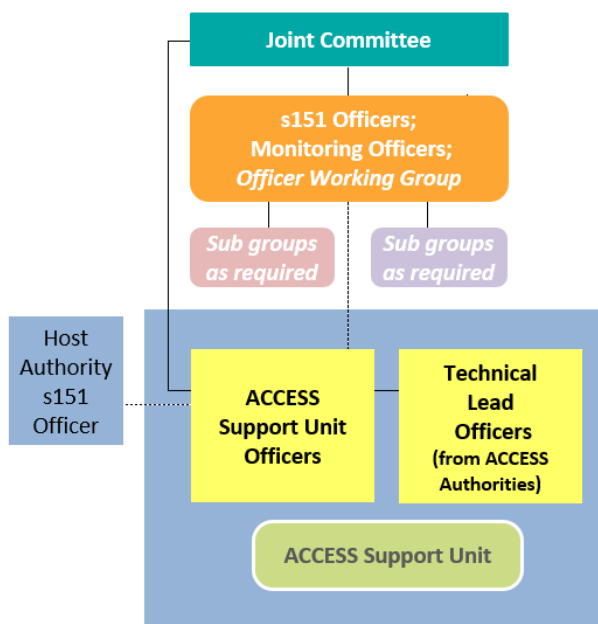 Joint Committee
s151 Officers;
Monitoring Officers;
Officer Working Group
Sub groups
as required
Sub groups
as required
Host
Authority
s151
Officer
ACCESS
Support Unit
Officers
Technical
Lead
Officers
(from ACCESS
Authorities)
ACCESS Support Unit